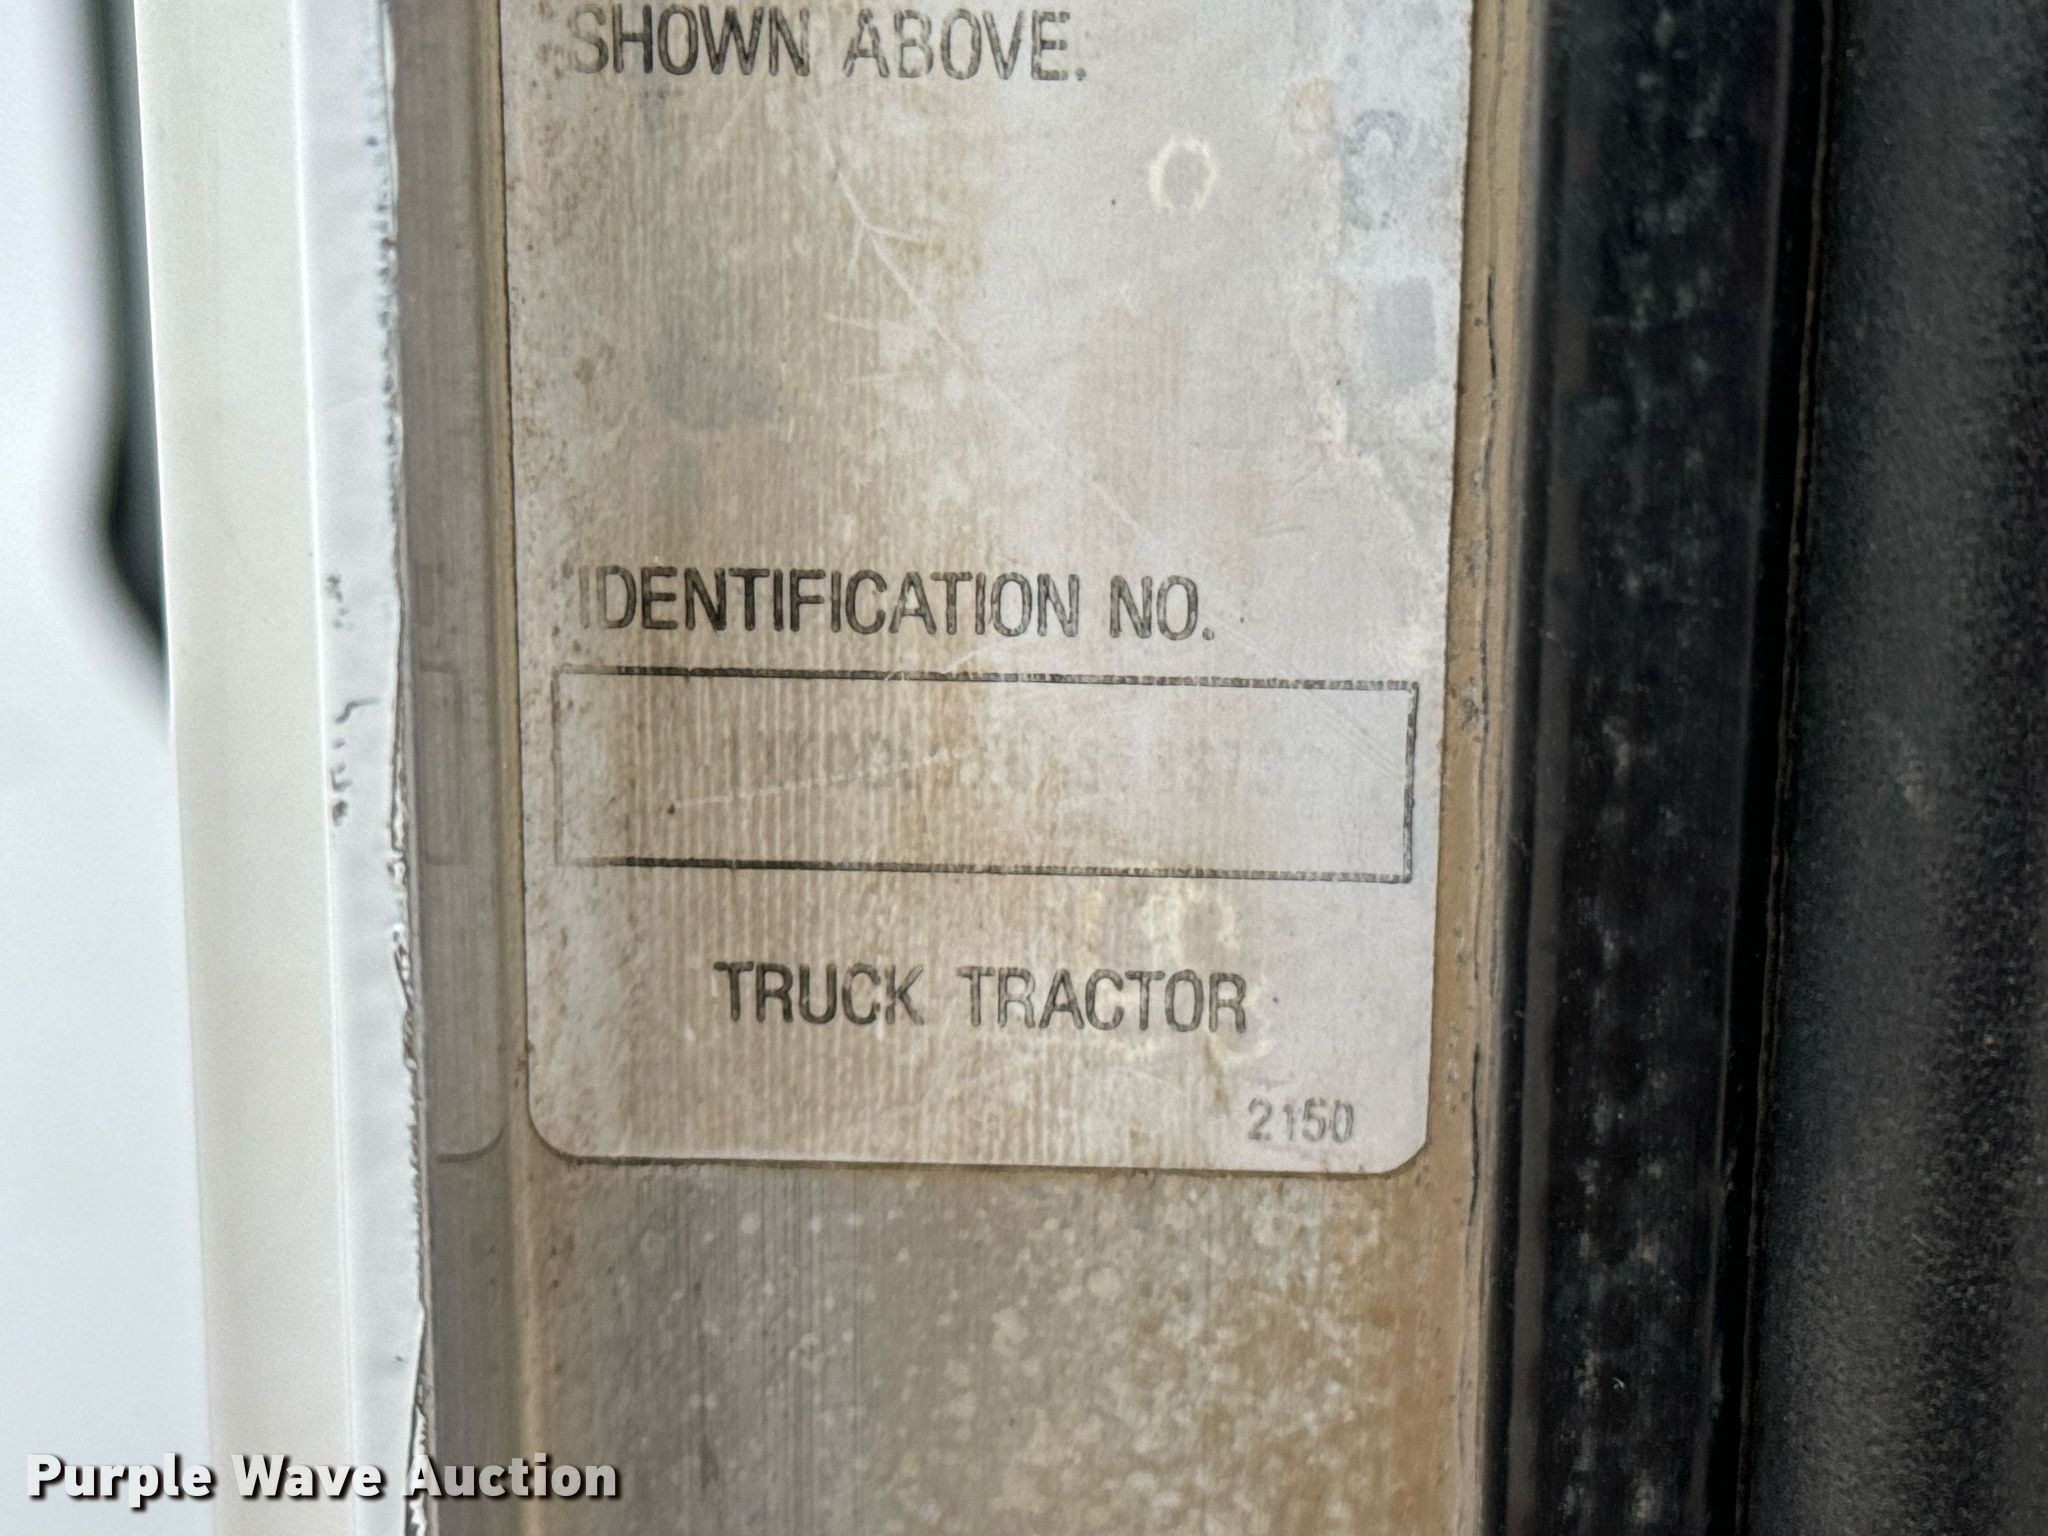 SHOWN ABOVE.
IDENTIFICATION NO.
TRUCK TRACTOR
2150
Purple Wave Auction